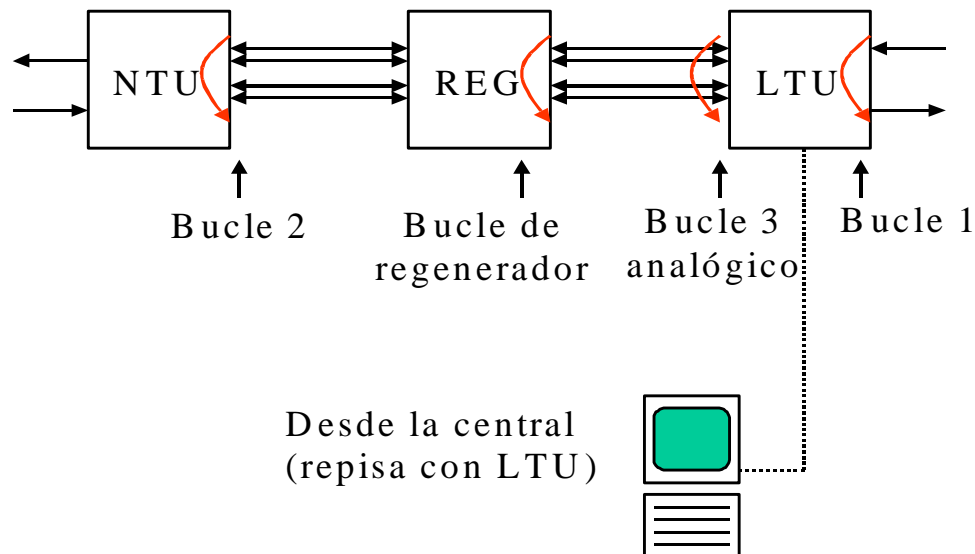 NTU
REG
LTU
Bucle 2
Bucle de
regenerador
Bucle 3
analógico
Bucle 1
Desde la central
(repisa con LTU)